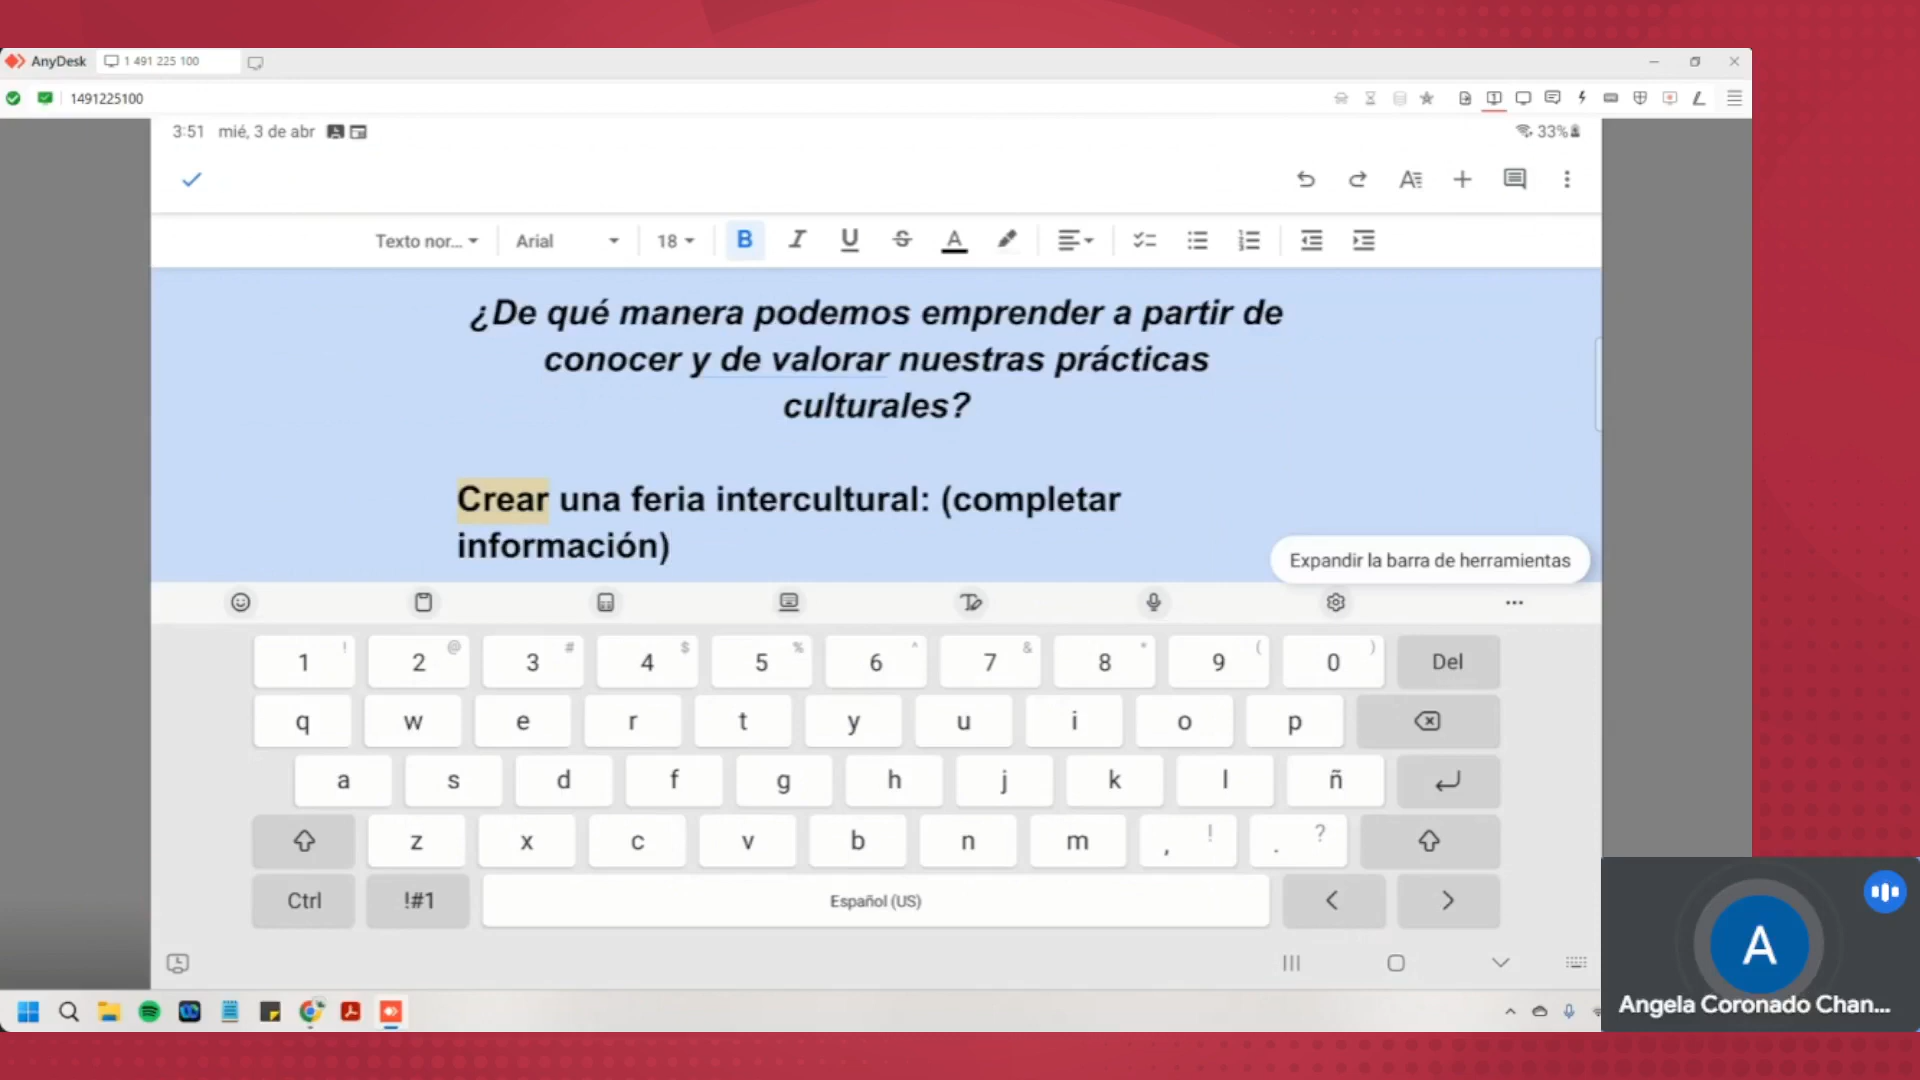 AnyDesk
1 491 225 100
1491225100
3:51 mié, 3 de abr
33%
Texto nor...
Arial
18
B I U S A
¿De qué manera podemos emprender a partir de
conocer y de valorar nuestras prácticas
culturales?
Crear una feria intercultural: (completar
información)
Expandir la barra de herramientas
1 ! 2 @ 3 # 4 $ 5 % 6 ^ 7 & 8 * 9 ( 0 ) Del
q w e r t y u i o p
a s d f g h j k l ñ
z x c v b n m , ! . ?
Ctrl !#1 Español (US) < >
A
Angela Coronado Chan...